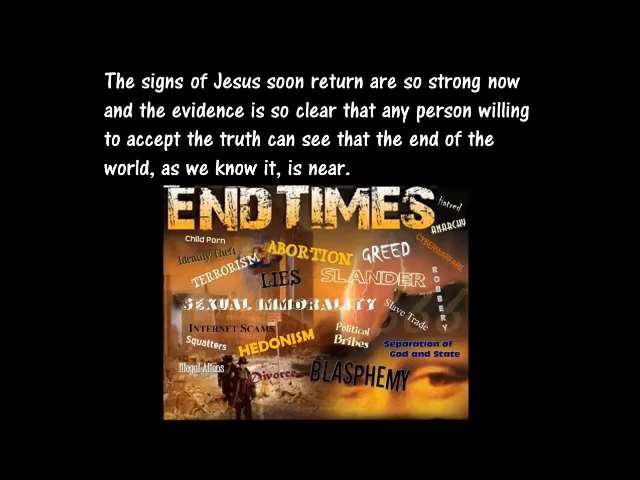 The signs of Jesus soon return are so strong now
and the evidence is so clear that any person willing
to accept the truth can see that the end of the
world, as we know it, is near.
END TIMES
hatred
ANARCHY
Child Porn
CYBERWARFARE
Identity Theft
ABORTION
GREED
TERRORISM
LIES
SLANDER
ROBBERY
SEXUAL IMMORALITY
666
Slave Trade
INTERNET SCAMS
Squatters
HEDONISM
Political
Bribes
Separation of
God and State
Illegal Aliens
Divorce
BLASPHEMY